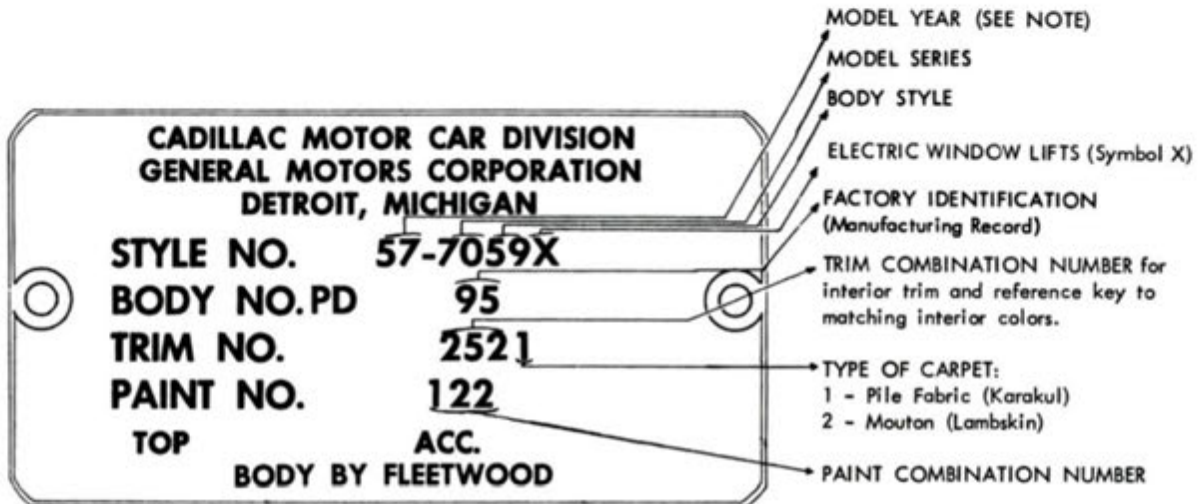 MODEL YEAR (SEE NOTE)
MODEL SERIES
BODY STYLE
ELECTRIC WINDOW LIFTS (Symbol X)
FACTORY IDENTIFICATION
(Manufacturing Record)
TRIM COMBINATION NUMBER for
interior trim and reference key to
matching interior colors.
TYPE OF CARPET:
1 - Pile Fabric (Karakul)
2 - Mouton (Lambskin)
PAINT COMBINATION NUMBER
CADILLAC MOTOR CAR DIVISION
GENERAL MOTORS CORPORATION
DETROIT, MICHIGAN
STYLE NO. 57-7059X
BODY NO. PD 95
TRIM NO. 2521
PAINT NO. 122
TOP ACC.
BODY BY FLEETWOOD